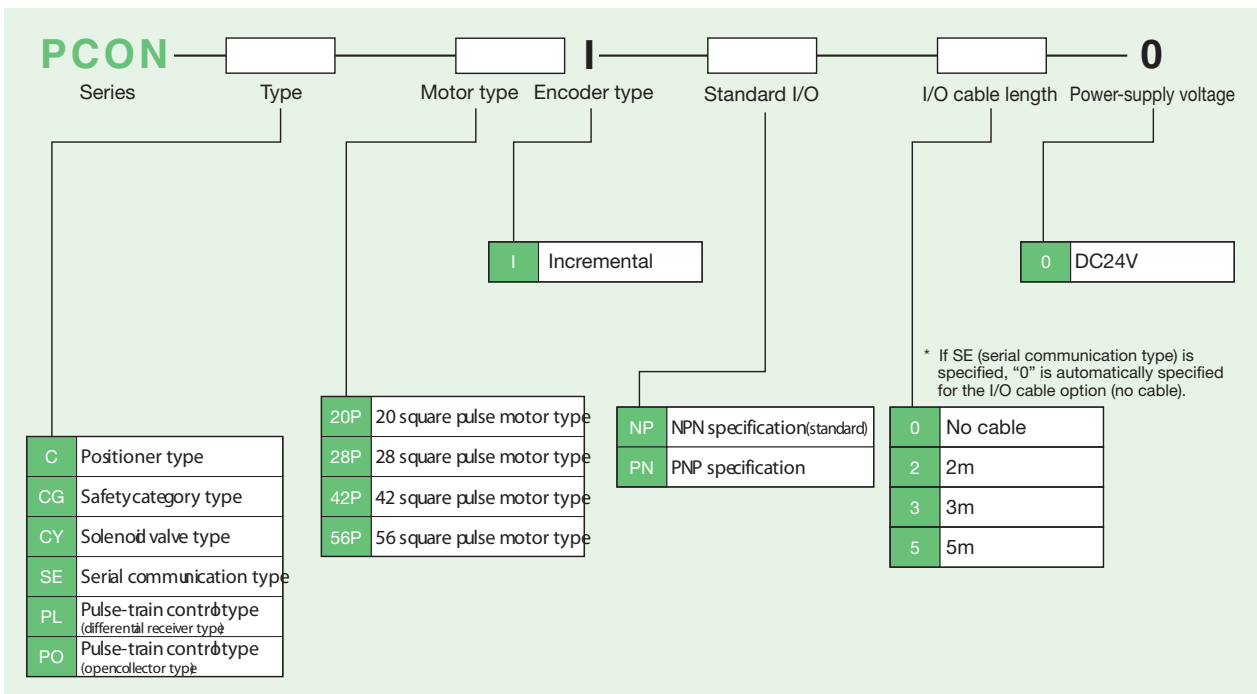 PCON I 0
Series Type Motor type Encoder type Standard I/O I/O cable length Power-supply voltage
I Incremental
0 DC24V
* If SE (serial communication type) is
specified, “0” is automatically specified
for the I/O cable option (no cable).
C Positioner type
CG Safety category type
CY Solenoid valve type
SE Serial communication type
PL Pulse-train control type
(differential receiver type)
PO Pulse-train control type
(open collector type)
20P 20 square pulse motor type
28P 28 square pulse motor type
42P 42 square pulse motor type
56P 56 square pulse motor type
NP NPN specification (standard)
PN PNP specification
0 No cable
2 2m
3 3m
5 5m